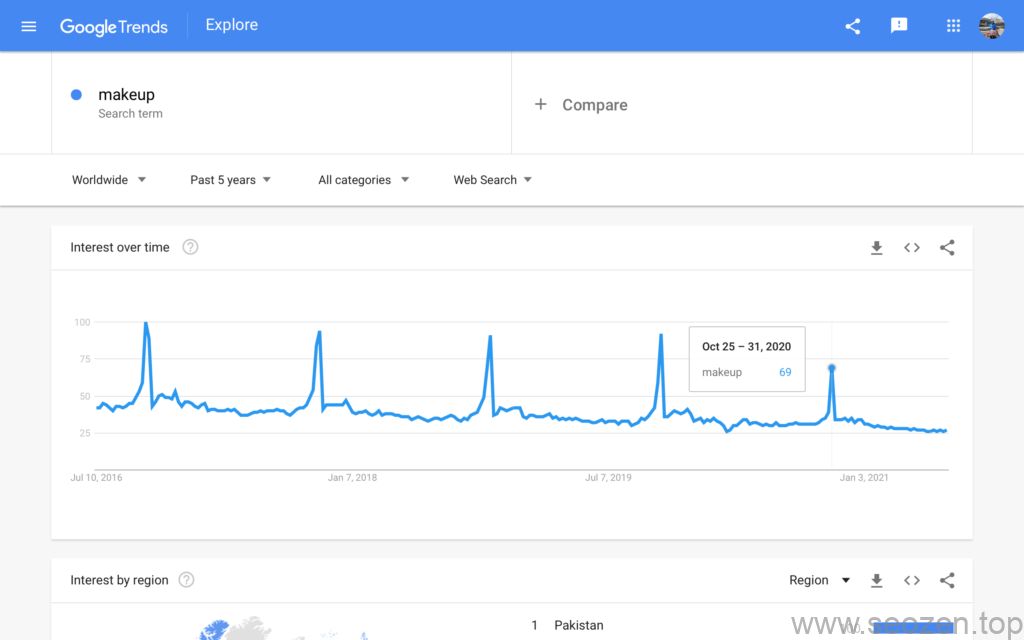 Google Trends Explore
makeup
Search term
+ Compare
Worldwide Past 5 years All categories Web Search
Interest over time ?
100
75
50
25
Oct 25 – 31, 2020
makeup 69
Jul 10, 2016 Jan 7, 2018 Jul 7, 2019 Jan 3, 2021
Interest by region ? Region
1 Pakistan 100
www.seozen.top